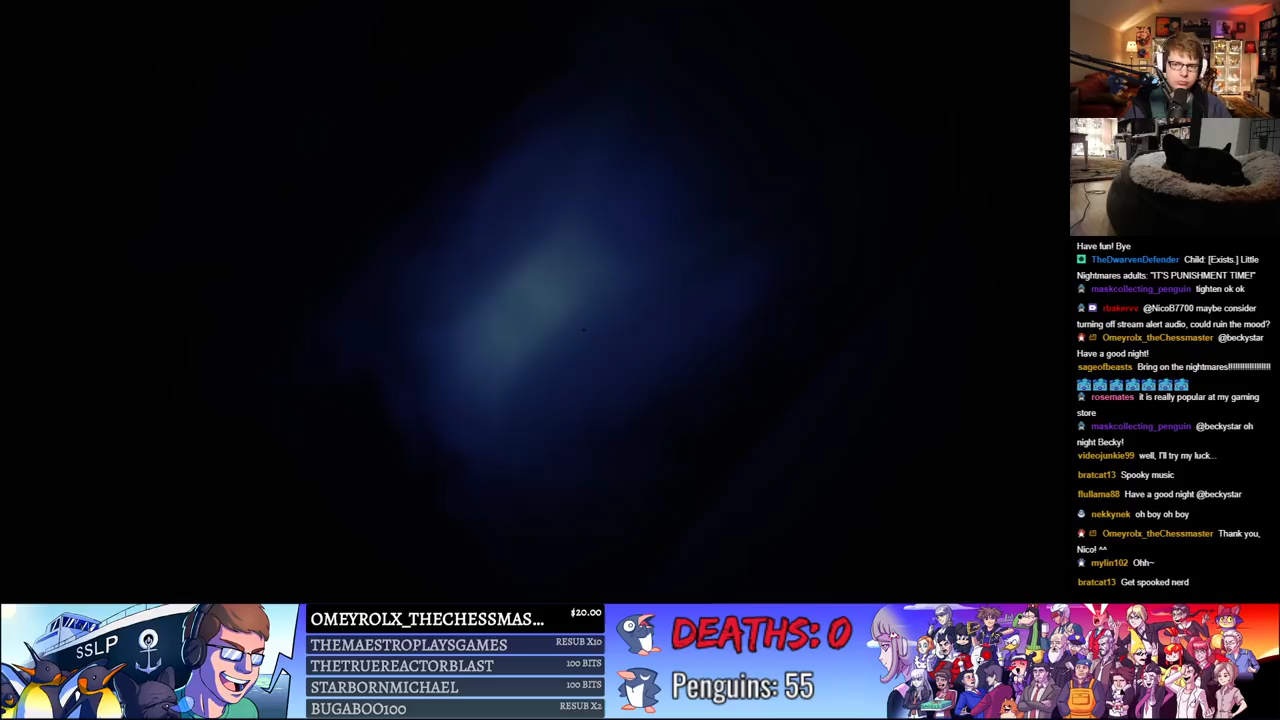 Have fun! Bye
TheDwarvenDefender Child: [Exists.] Little
Nightmares adults: "IT'S PUNISHMENT TIME!"
maskcollecting_penguin tighten ok ok
rbakervv @NicoB7700 maybe consider
turning off stream alert audio, could ruin the mood?
Omeyrolx_theChessmaster @beckystar
Have a good night!
sageofbeasts Bring on the nightmares!!!!!!!!!!!!!!!!!!!!
rosemates it is really popular at my gaming
store
maskcollecting_penguin @beckystar oh
night Becky!
videojunkie99 well, I'll try my luck...
bratcat13 Spooky music
flullama88 Have a good night @beckystar
nekkynek oh boy oh boy
Omeyrolx_theChessmaster Thank you,
Nico! ^^
mylin102 Ohh~
bratcat13 Get spooked nerd
SSLP
OMEYROLX_THECHESSMAS... $20.00
THEMAESTROPLAYSGAMES RESUB X10
THETRUEREACTORBLAST 100 BITS
STARBORNMICHAEL 100 BITS
BUGABOO100 RESUB X2
DEATHS: 0
Penguins: 55